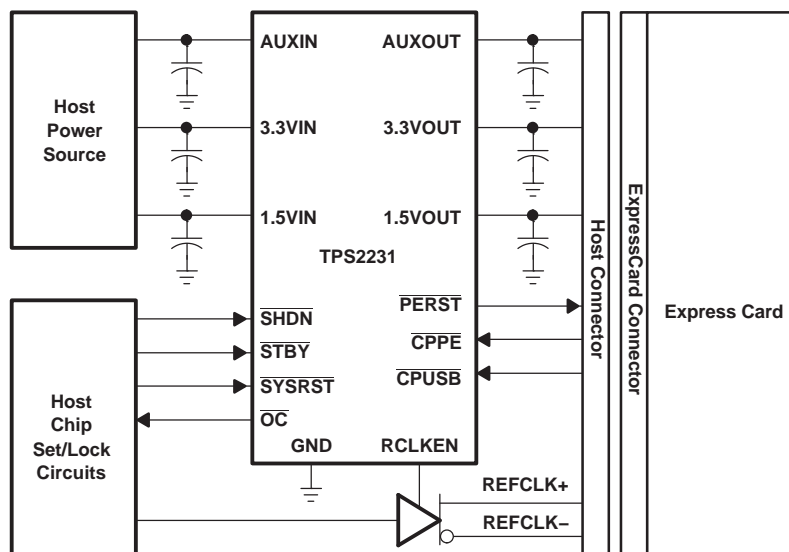 AUXIN
AUXOUT
Host
Power
Source
3.3VIN
3.3VOUT
1.5VIN
1.5VOUT
TPS2231
Host Connector
ExpressCard Connector
Express Card
SHDN
STBY
SYSRST
OC
PERST
CPPE
CPUSB
Host
Chip
Set/Lock
Circuits
GND
RCLKEN
REFCLK+
REFCLK−